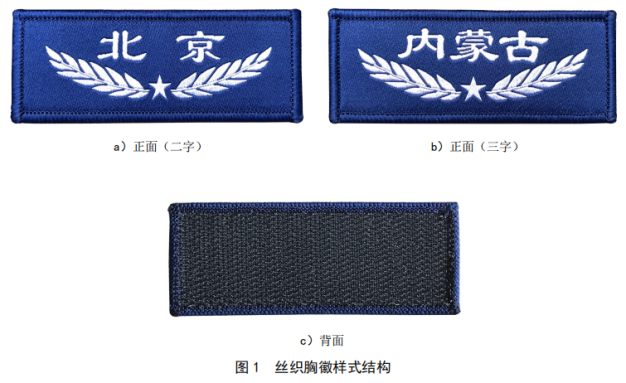 北京
内蒙古
a）正面（二字）
b）正面（三字）
c）背面
图 1 丝织胸徽样式结构